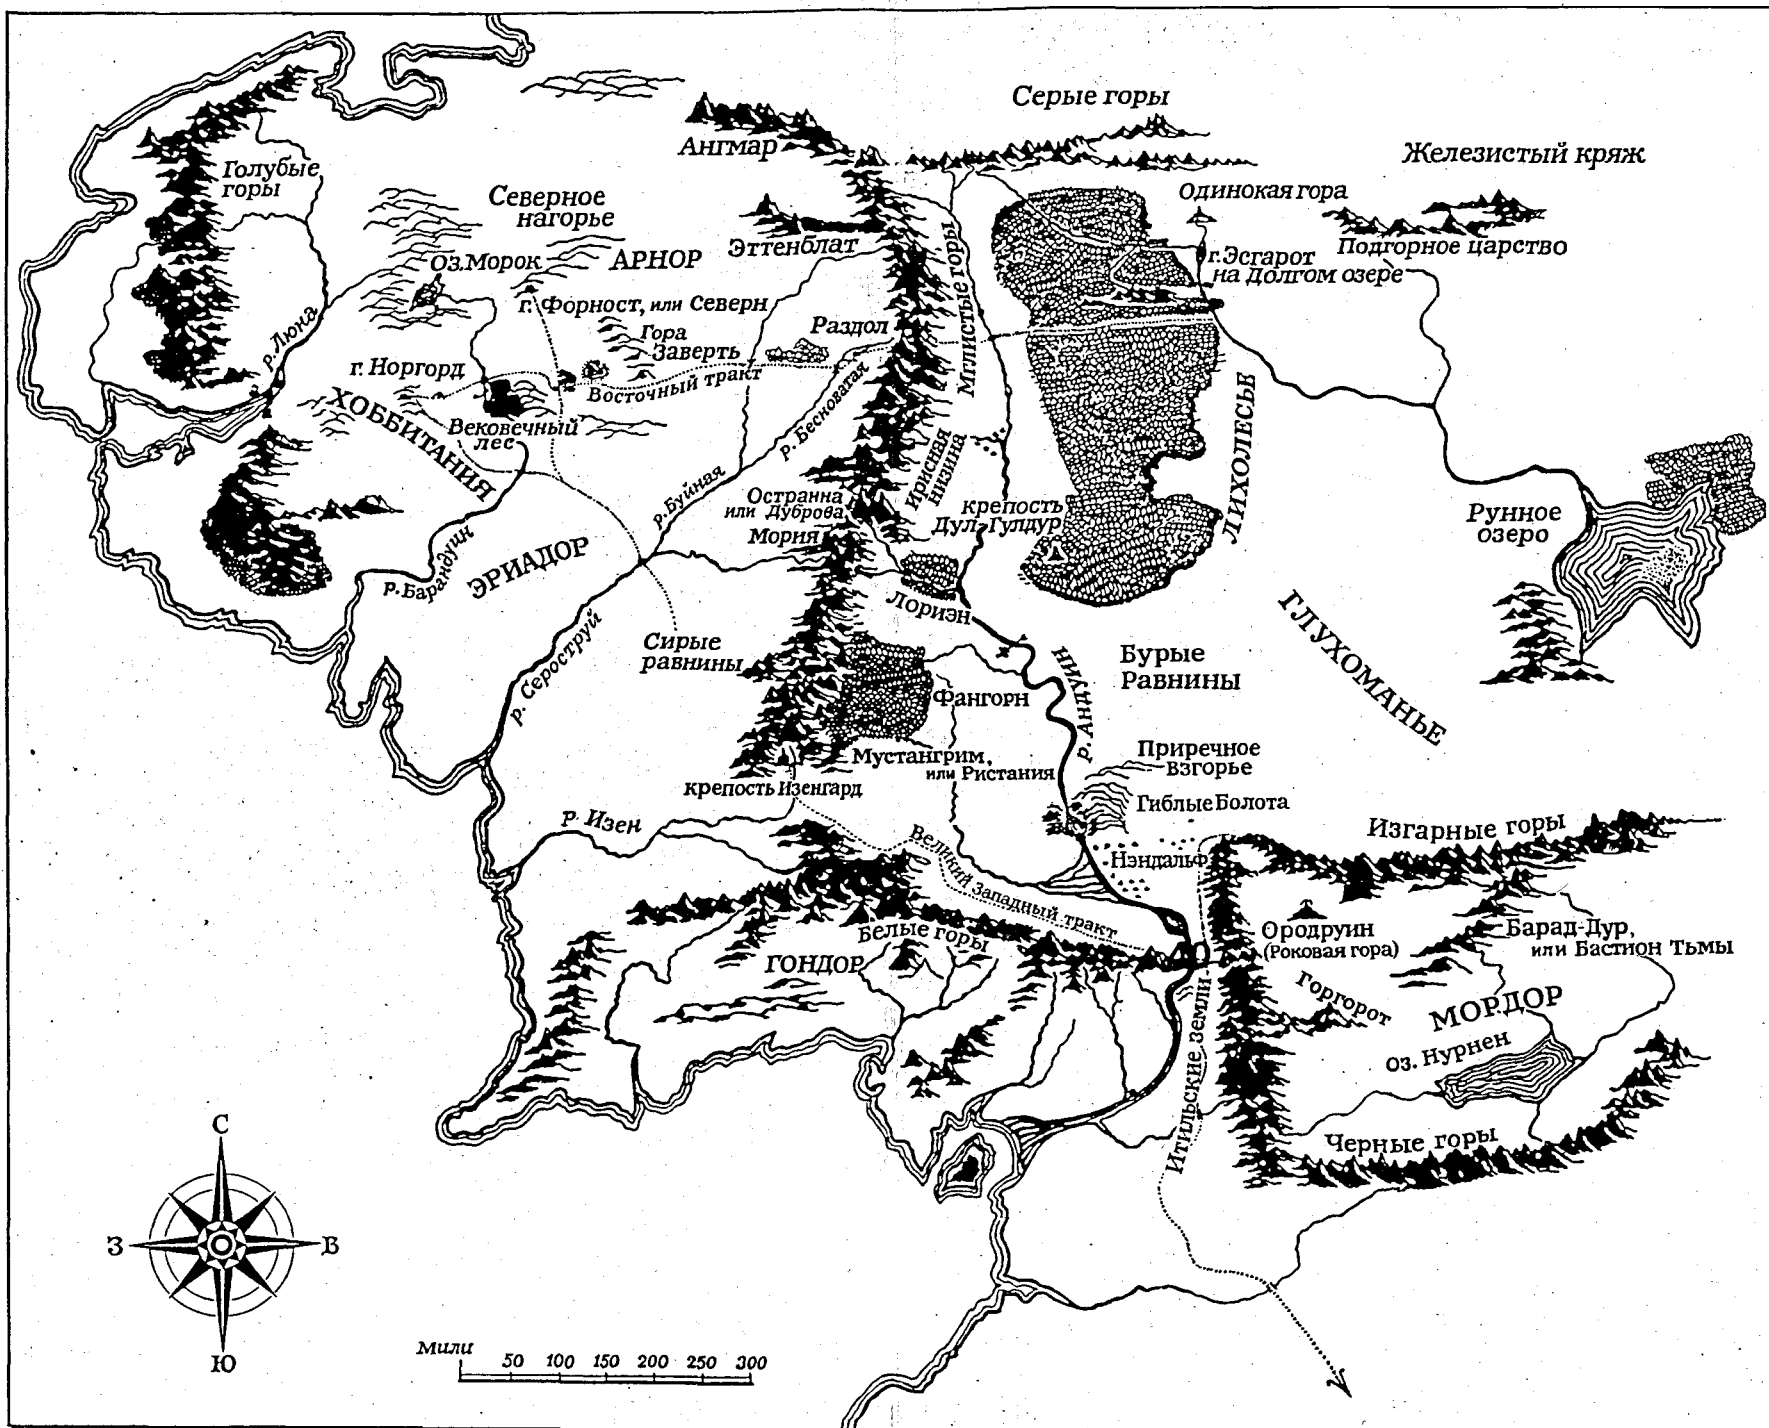 Серые горы
Ангмар
Железистый кряж
Голубые
горы
Одинокая гора
Северное
нагорье
Эттенблат
Мглистые горы
Подгорное царство
АРНОР
Оз. Морок
г. Эсгарот
на Долгом озере
г. Форност, или Северн
р. Люнд
Раздол
Гора
Заверть
г. Норгорд
Восточный тракт
ХОББИТАНИЯ
Вековечный
лес
р. Бесноватая
ЛИХОЛЕСЬЕ
Ирисная
низина
р. Буйная
Остранна
или Дуброва
крепость
Дул-Гулдур
Рунное
озеро
Мория
р. Барандуин
ЭРИАДОР
Лориэн
ГЛУХОМАНЬЕ
Сирые
равнины
Бурые
Равнины
р. Сероструй
р. Андуин
Фангорн
Приречное
взгорье
Мустангрим,
или Ристания
крепость Изенгард
Гиблые Болота
р. Изен
Изгарные горы
Великий Западный тракт
Нэндальф
Белые горы
Ородруин
(Роковая гора)
Барад-Дур,
или Бастион Тьмы
ГОНДОР
Горгорот
МОРДОР
Итильские земли
оз. Нурнен
Черные горы
С
З
В
Ю
Мили
50 100 150 200 250 300